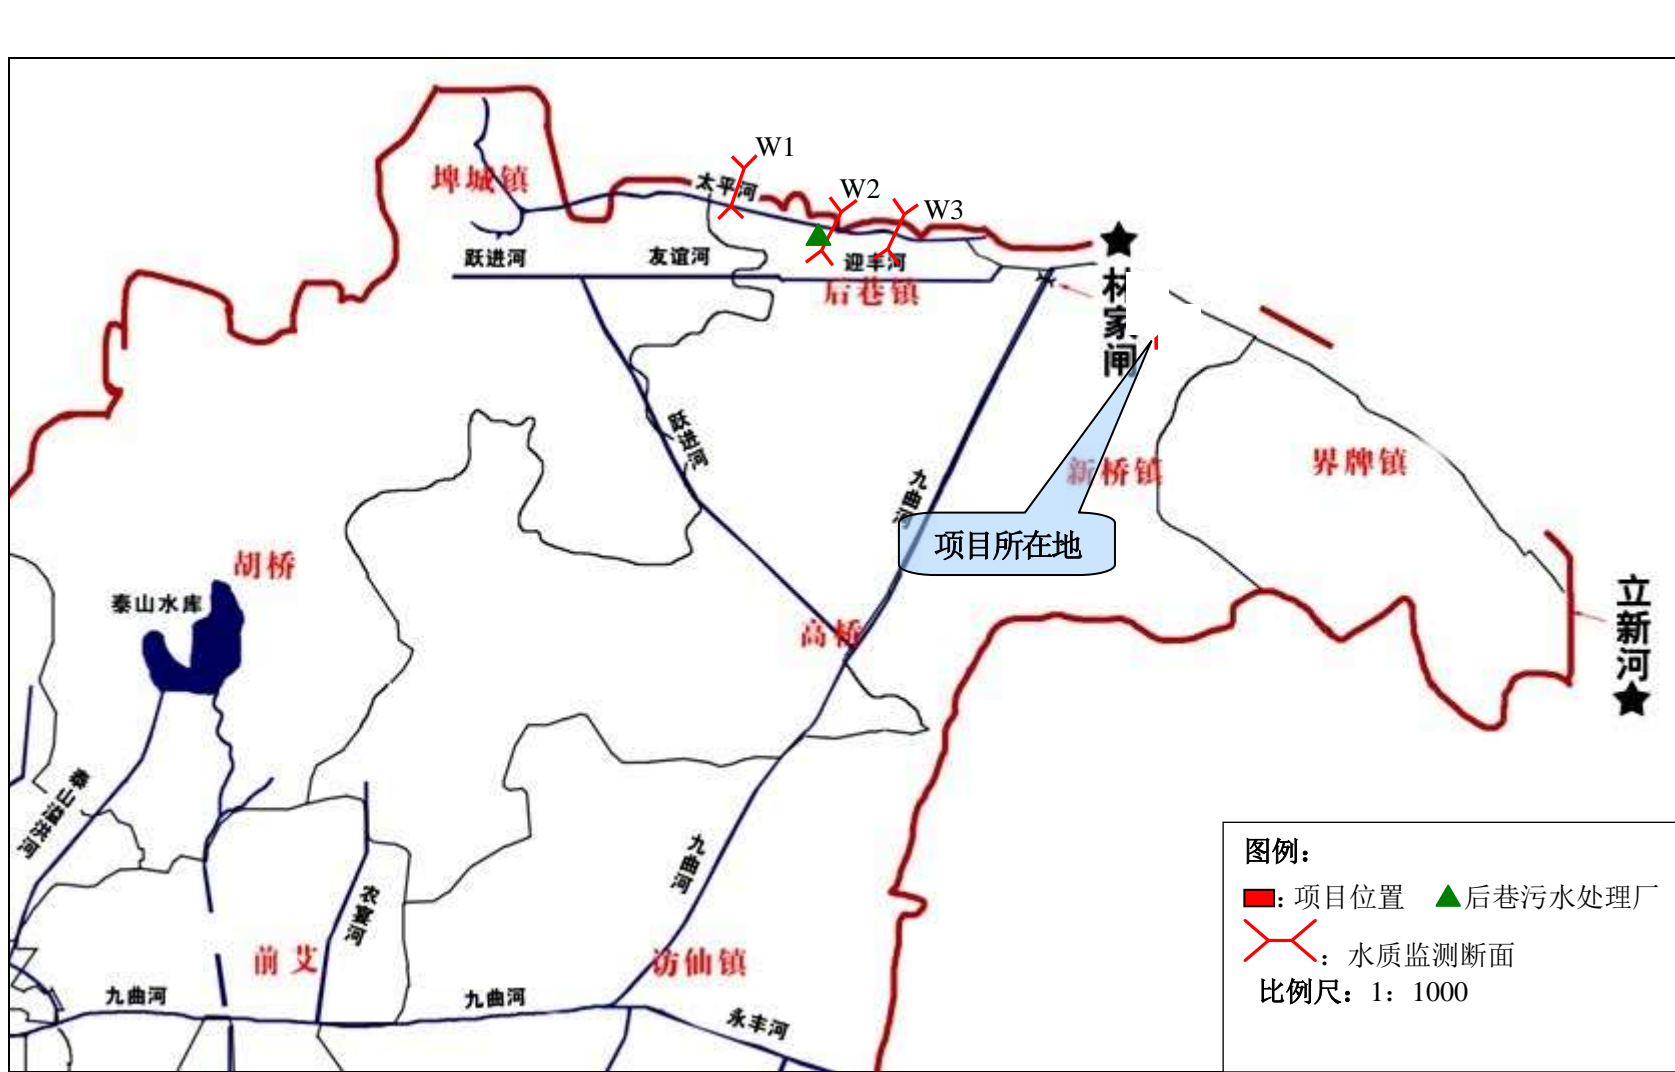 W1
埤城镇
太平河
W2
W3
跃进河
友谊河
迎丰河
后巷镇
林家闸
跃进河
九曲河
新桥镇
界牌镇
项目所在地
胡桥
泰山水库
高桥
立新河
泰山溢洪河
九曲河
农宴河
前艾
访仙镇
九曲河
九曲河
永丰河
图例：
：项目位置 后巷污水处理厂
：水质监测断面
比例尺：1：1000